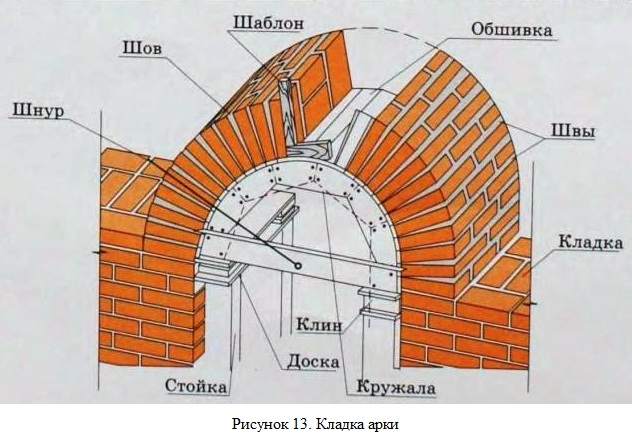 Шаблон
Обшивка
Шов
Шнур
Швы
Кладка
Клин
Доска
Стойка
Кружала
Рисунок 13. Кладка арки